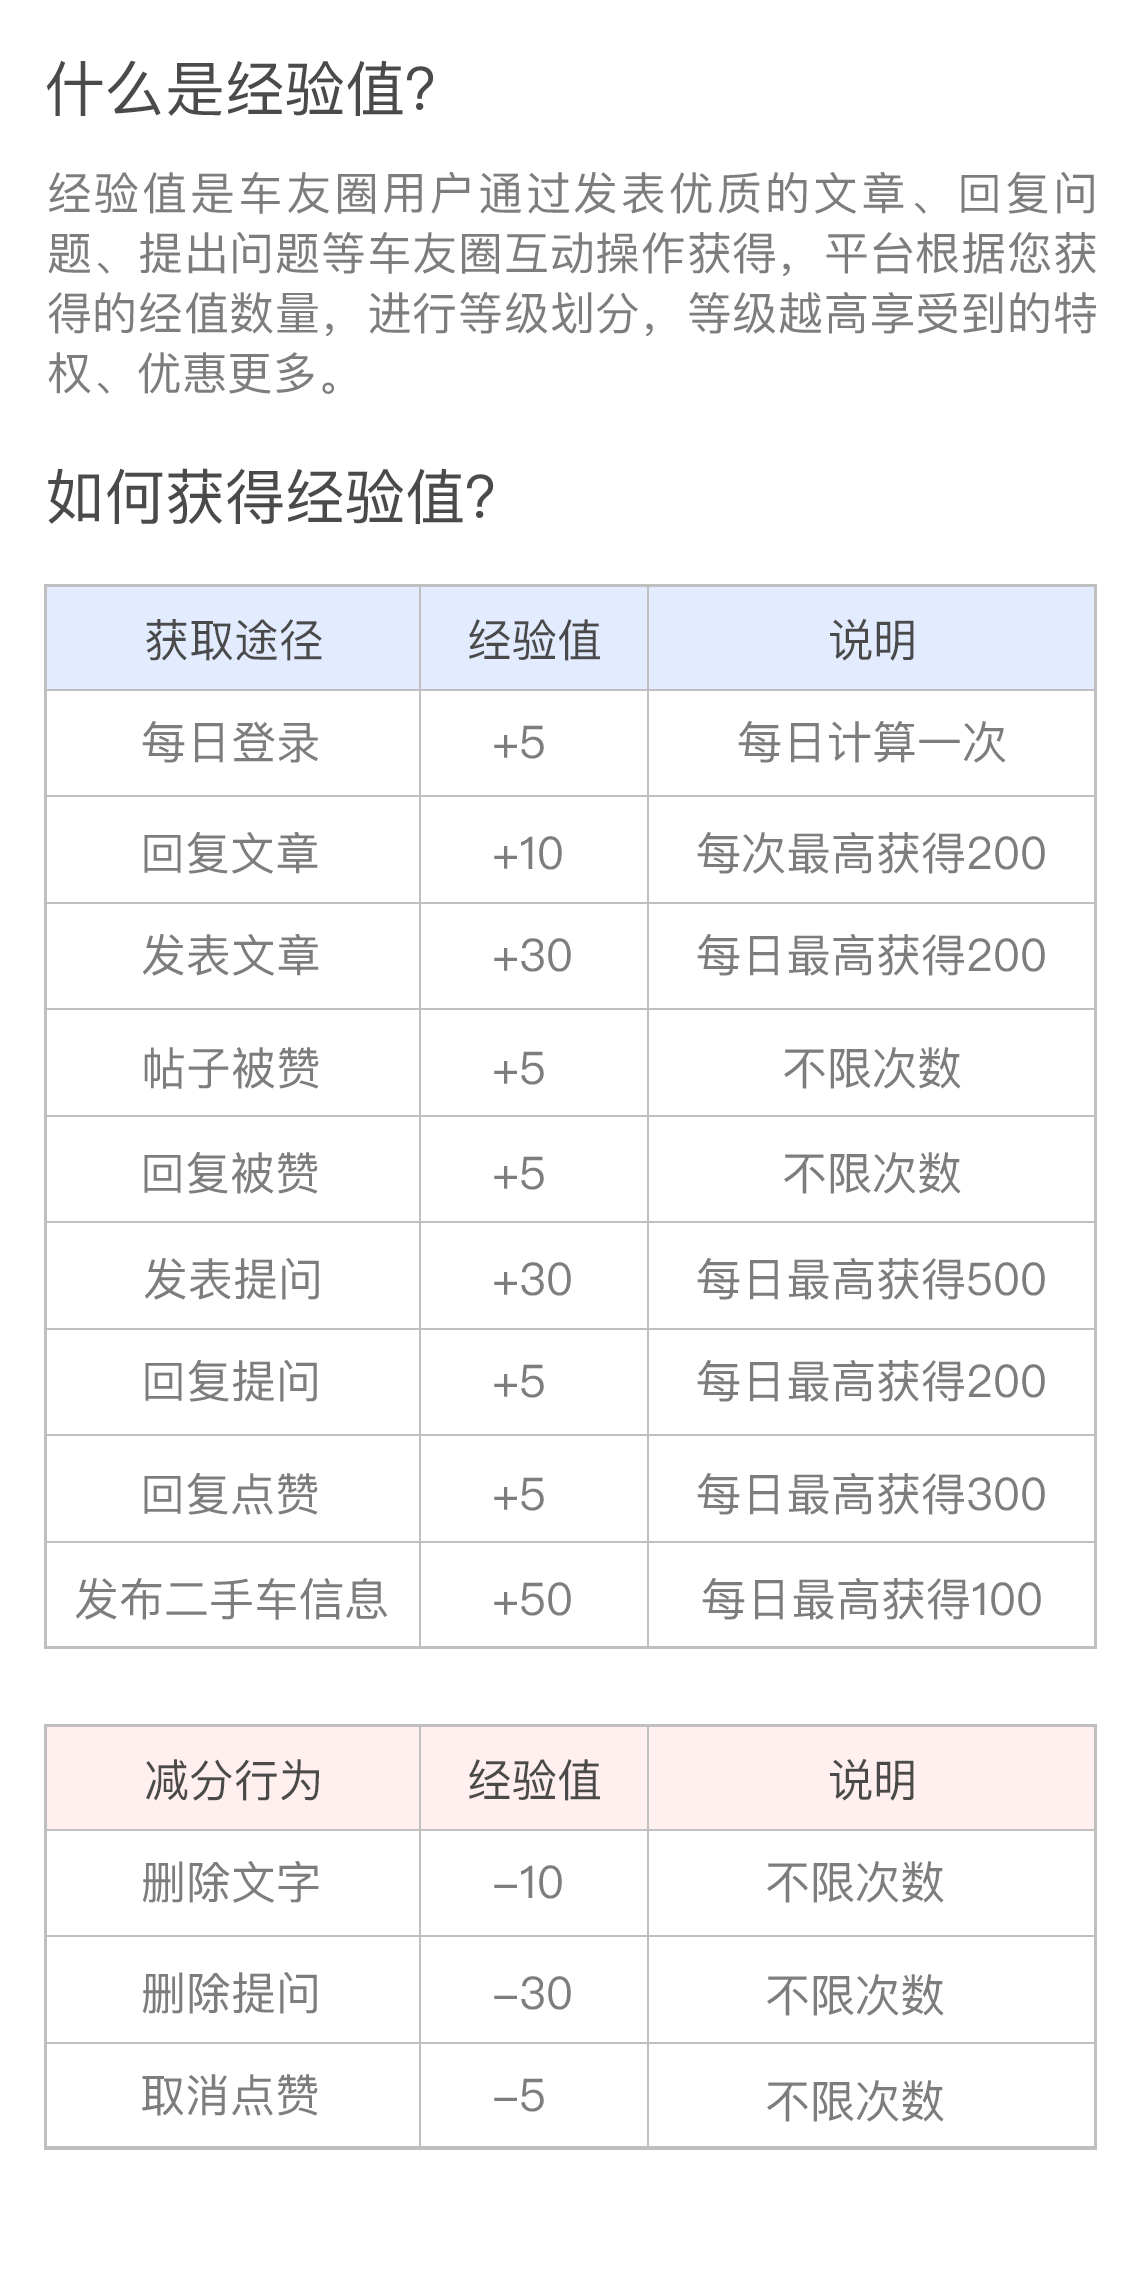 什么是经验值?
经验值是车友圈用户通过发表优质的文章、回复问
题、提出问题等车友圈互动操作获得，平台根据您获
得的经值数量，进行等级划分，等级越高享受到的特
权、优惠更多。
如何获得经验值?
获取途径 经验值 说明
每日登录 +5 每日计算一次
回复文章 +10 每次最高获得200
发表文章 +30 每日最高获得200
帖子被赞 +5 不限次数
回复被赞 +5 不限次数
发表提问 +30 每日最高获得500
回复提问 +5 每日最高获得200
回复点赞 +5 每日最高获得300
发布二手车信息 +50 每日最高获得100
减分行为 经验值 说明
删除文字 –10 不限次数
删除提问 –30 不限次数
取消点赞 –5 不限次数